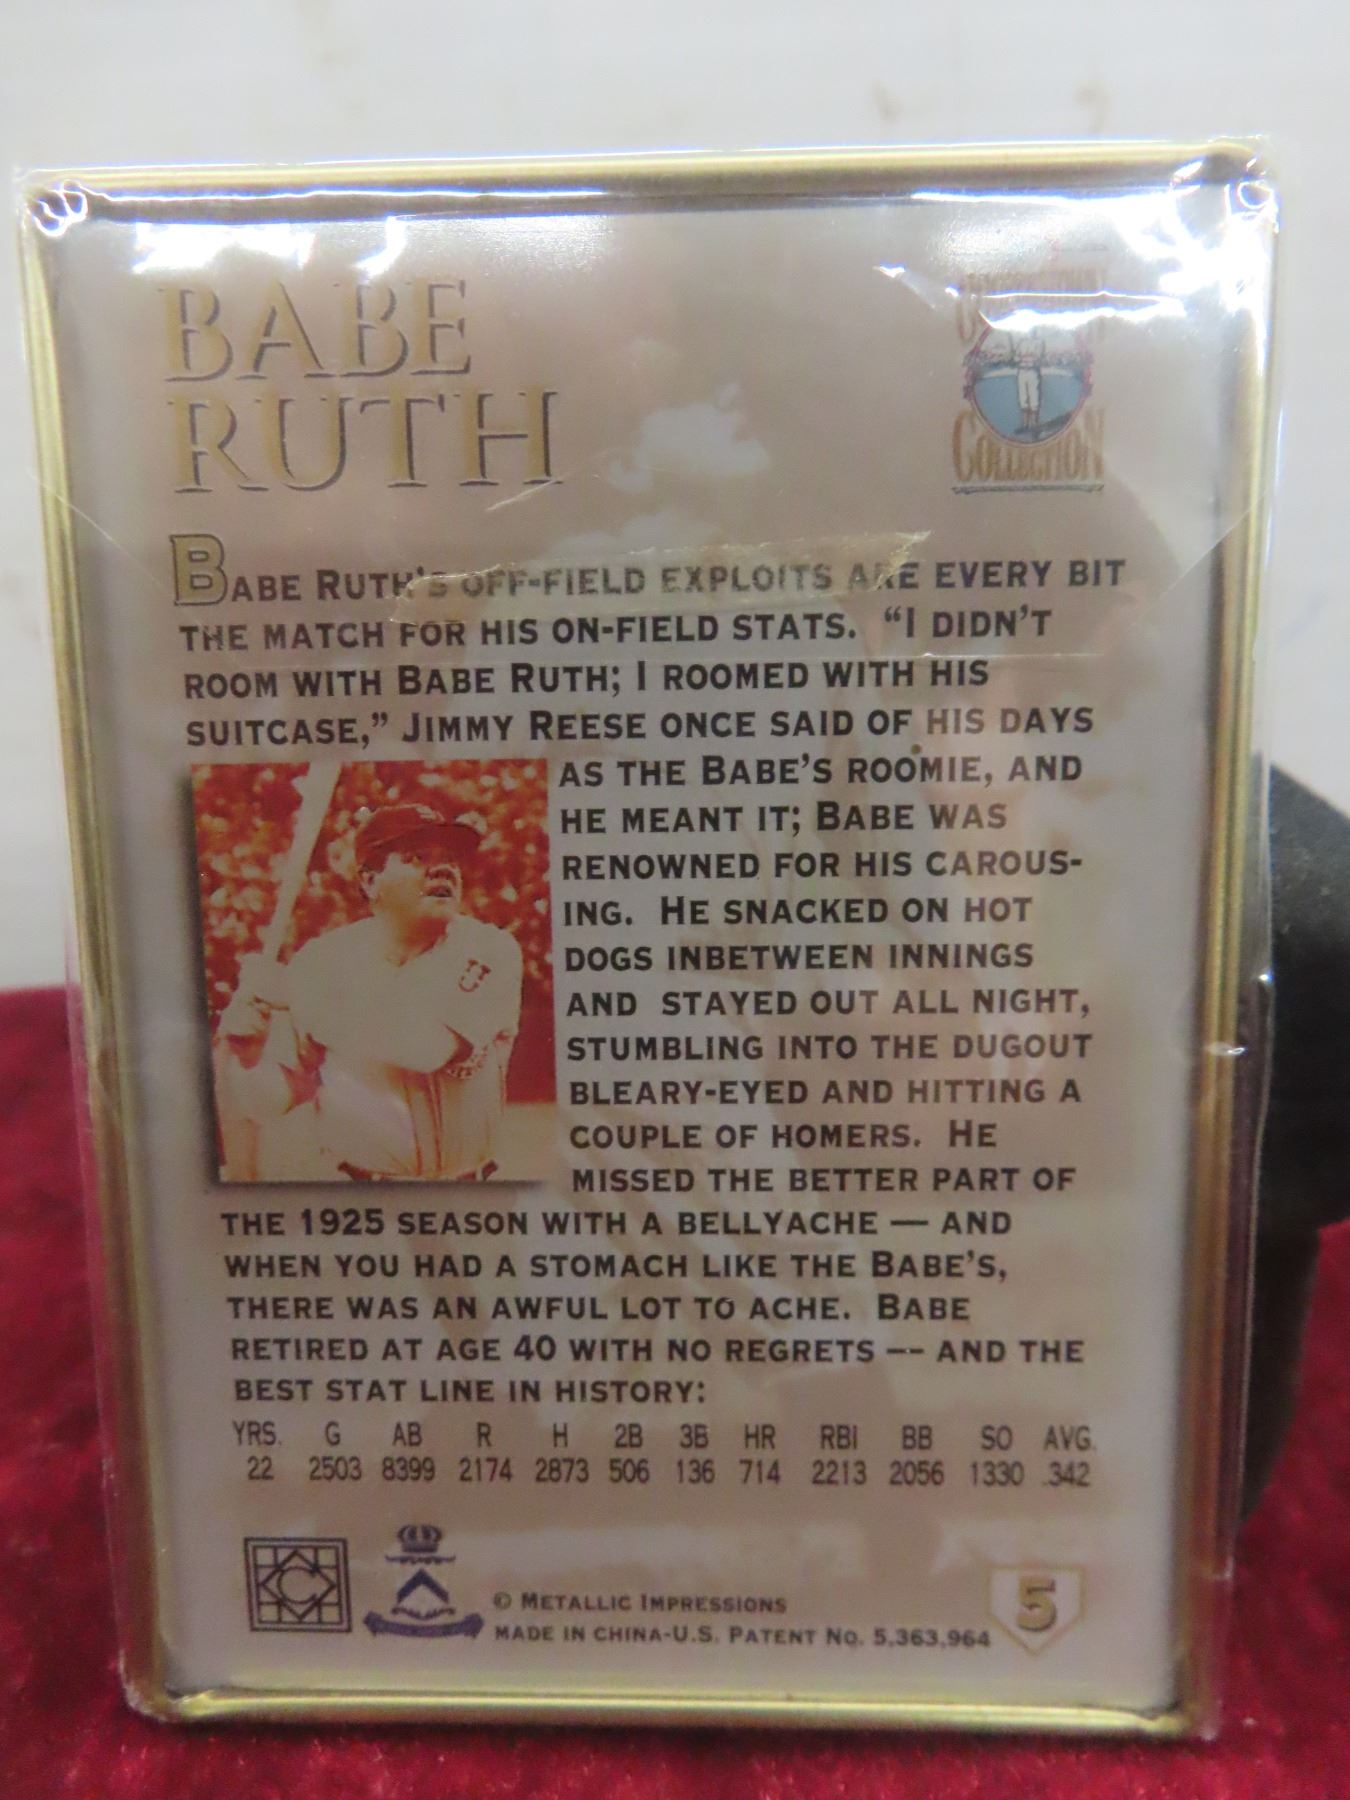 BABE
RUTH
COLLECTION
BABE RUTH'S OFF-FIELD EXPLOITS ARE EVERY BIT
THE MATCH FOR HIS ON-FIELD STATS. "I DIDN'T
ROOM WITH BABE RUTH; I ROOMED WITH HIS
SUITCASE," JIMMY REESE ONCE SAID OF HIS DAYS
AS THE BABE'S ROOMIE, AND
HE MEANT IT; BABE WAS
RENOWNED FOR HIS CAROUS-
ING. HE SNACKED ON HOT
DOGS INBETWEEN INNINGS
AND STAYED OUT ALL NIGHT,
STUMBLING INTO THE DUGOUT
BLEARY-EYED AND HITTING A
COUPLE OF HOMERS. HE
MISSED THE BETTER PART OF
THE 1925 SEASON WITH A BELLYACHE — AND
WHEN YOU HAD A STOMACH LIKE THE BABE'S,
THERE WAS AN AWFUL LOT TO ACHE. BABE
RETIRED AT AGE 40 WITH NO REGRETS -- AND THE
BEST STAT LINE IN HISTORY:
YRS. G AB R H 2B 3B HR RBI BB SO AVG.
22 2503 8399 2174 2873 506 136 714 2213 2056 1330 .342
C
© METALLIC IMPRESSIONS
MADE IN CHINA-U.S. PATENT NO. 5,363,964
5